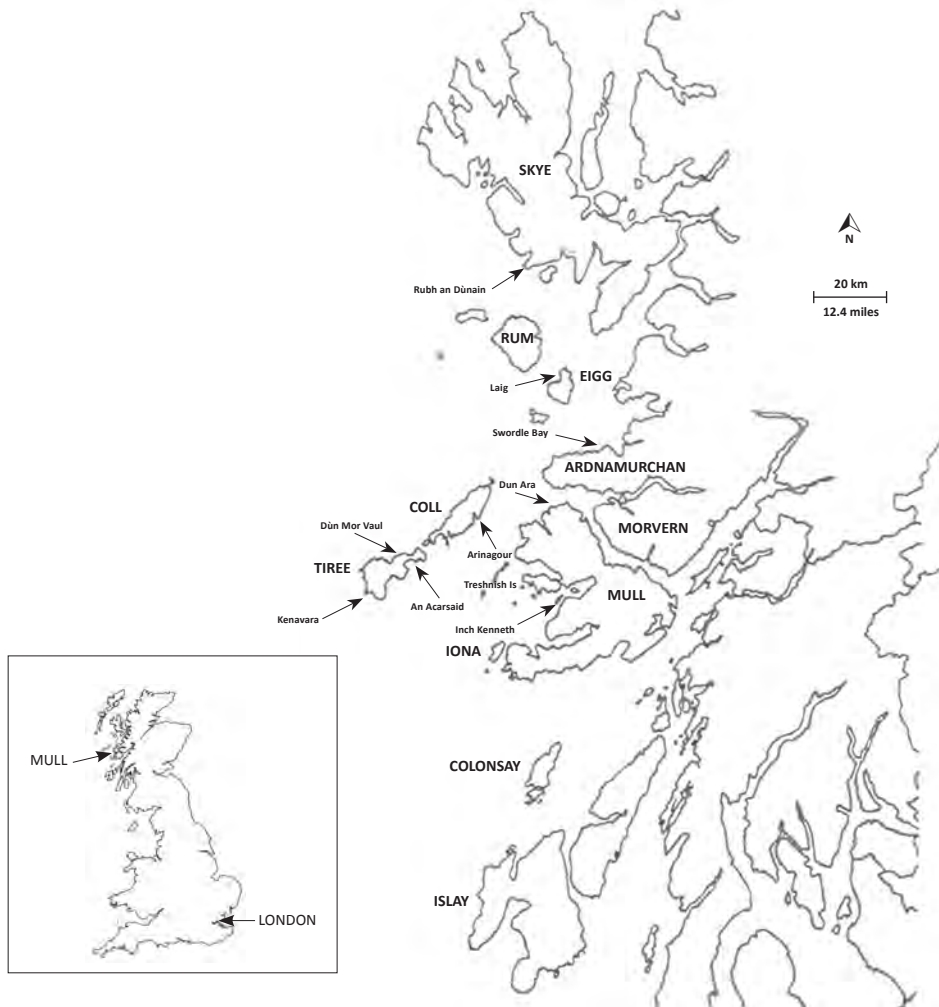 SKYE
N
20 km
12.4 miles
Rubh an Dùnain
RUM
EIGG
Laig
Swordle Bay
ARDNAMURCHAN
Dun Ara
COLL
MORVERN
Dùn Mor Vaul
Arinagour
TIREE
Treshnish Is
MULL
An Acarsaid
Kenavara
Inch Kenneth
IONA
MULL
COLONSAY
ISLAY
LONDON